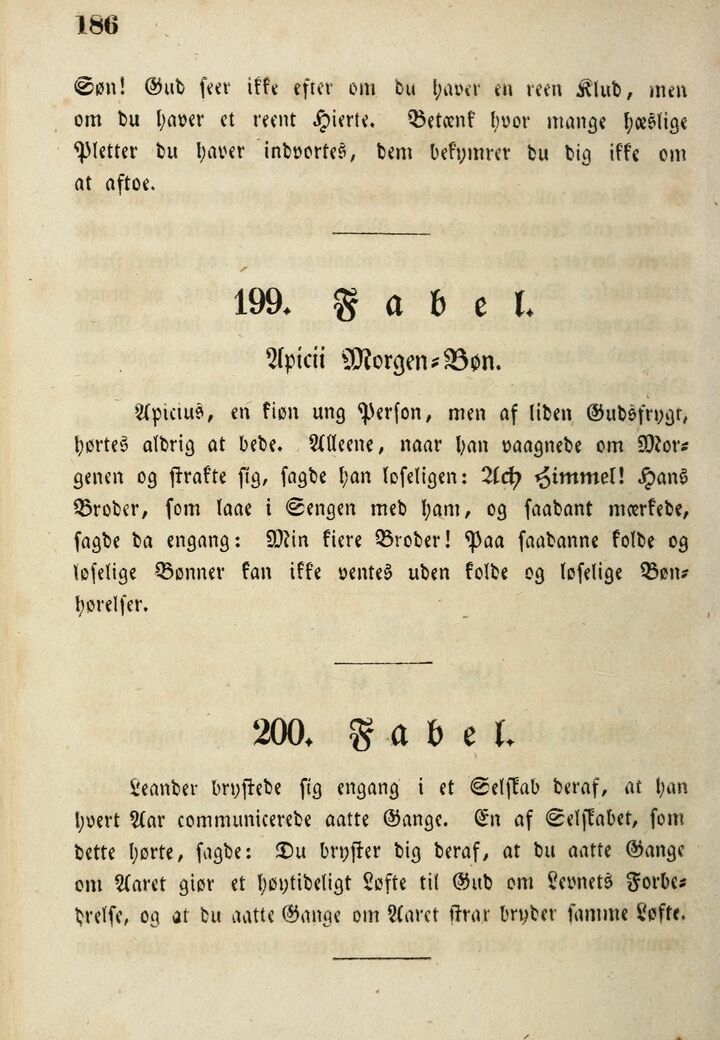 186
Søn! Gud seer ikke efter om du haver en reen Klud, men
om du haver et reent Hierte. Betænk hvor mange hæslige
Pletter du haver indvortes, dem bekymrer du dig ikke om
at aftoe.
199. Fabel.
Apicii Morgen-Bøn.
Apicius, en kiøn ung Person, men af liden Gudsfrygt,
hørtes aldrig at bede. Alleene, naar han vaagnede om Mor-
genen og strakte sig, sagde han løseligen: Ach Himmel! Hans
Broder, som laae i Sengen med ham, og saadant mærkede,
sagde da engang: Min kiere Broder! Paa saadanne kolde og
løselige Bønner kan ikke ventes uden kolde og løselige Bøn-
hørelser.
200. Fabel.
Leander brystede sig engang i et Selskab deraf, at han
hvert Aar communicerede aatte Gange. En af Selskabet, som
dette hørte, sagde: Du bryster dig deraf, at du aatte Gange
om Aaret giør et høytideligt Løfte til Gud om Levnets Forbe-
drelse, og at du aatte Gange om Aaret strax bryder samme Løfte.